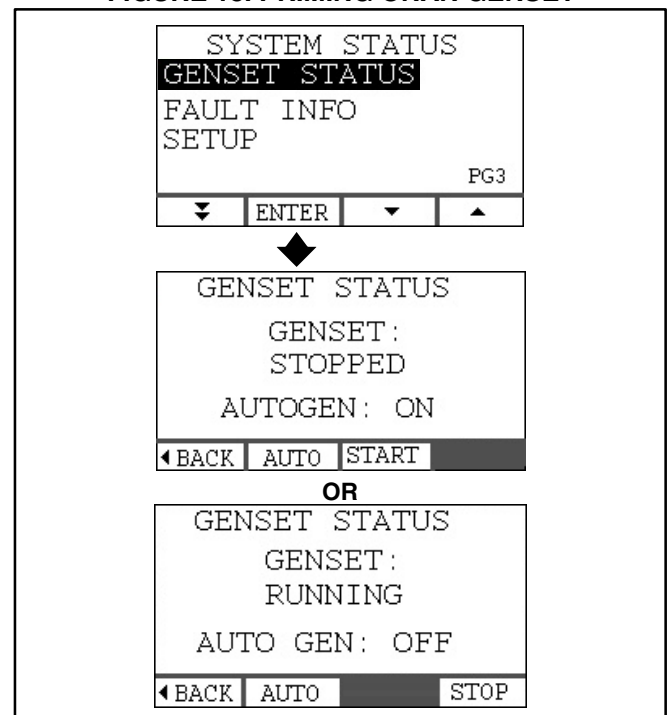 SYSTEM STATUS
GENSET STATUS
FAULT INFO
SETUP
PG3
ENTER
GENSET STATUS
GENSET:
STOPPED
AUTOGEN: ON
BACK AUTO START
OR
GENSET STATUS
GENSET:
RUNNING
AUTO GEN: OFF
BACK AUTO STOP